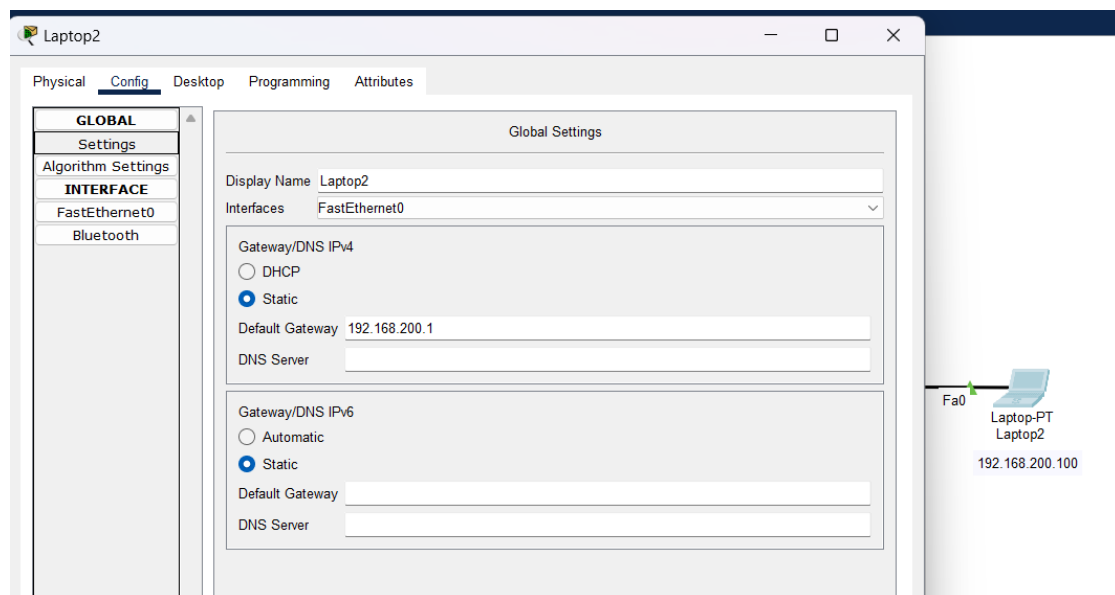 Laptop2
Physical Config Desktop Programming Attributes
GLOBAL
Settings
Algorithm Settings
INTERFACE
FastEthernet0
Bluetooth
Global Settings
Display Name Laptop2
Interfaces FastEthernet0
Gateway/DNS IPv4
DHCP
Static
Default Gateway 192.168.200.1
DNS Server
Gateway/DNS IPv6
Automatic
Static
Default Gateway
DNS Server
Fa0
Laptop-PT
Laptop2
192.168.200.100